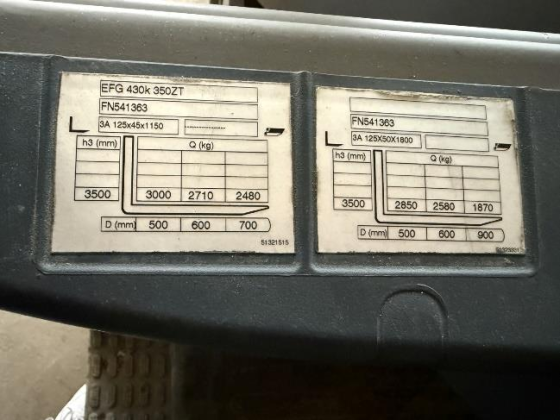 EFG 430k 350ZT
FN541363
3A 125x45x1150 ---------------
h3 (mm) Q (kg)
3500 3000 2710 2480
D (mm) 500 600 700
51321515
FN541363
3A 125X50X1800
h3 (mm) Q (kg)
3500 2850 2580 1870
D (mm) 500 600 900